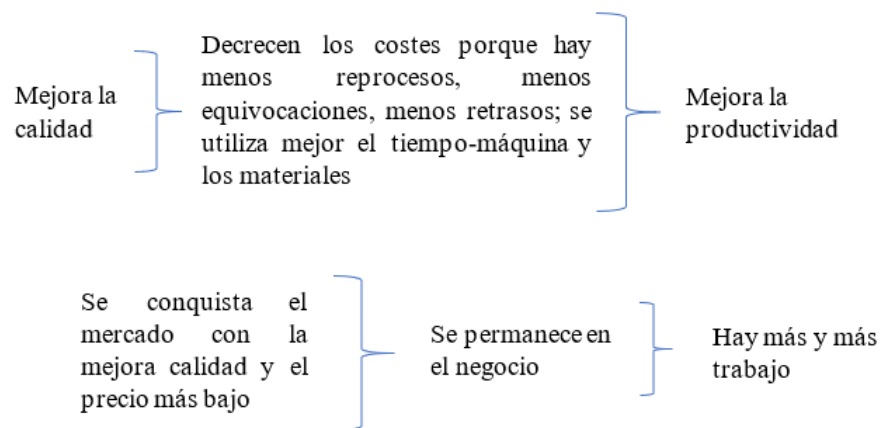 Mejora la
calidad
Decrecen los costes porque hay
menos reprocesos, menos
equivocaciones, menos retrasos; se
utiliza mejor el tiempo-máquina y
los materiales
Mejora la
productividad
Se conquista el
mercado con la
mejora calidad y el
precio más bajo
Se permanece en
el negocio
Hay más y más
trabajo